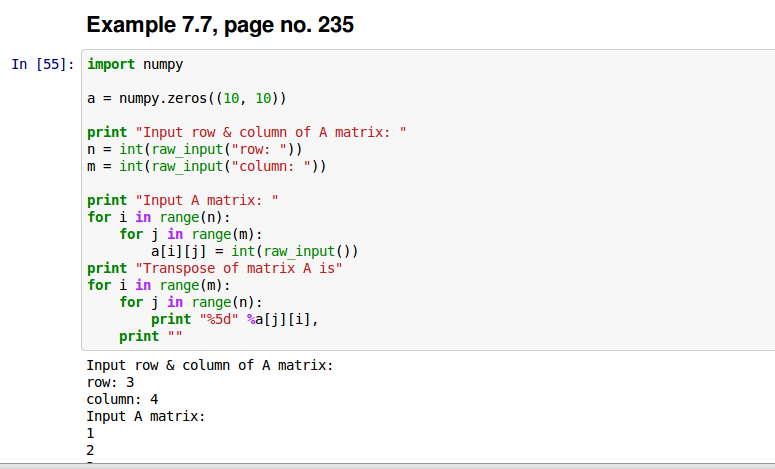 Example 7.7, page no. 235
In [55]:
import numpy
a = numpy.zeros((10, 10))
print "Input row & column of A matrix: "
n = int(raw_input("row: "))
m = int(raw_input("column: "))
print "Input A matrix: "
for i in range(n):
    for j in range(m):
        a[i][j] = int(raw_input())
print "Transpose of matrix A is"
for i in range(m):
    for j in range(n):
        print "%5d" %a[j][i],
    print ""
Input row & column of A matrix:
row: 3
column: 4
Input A matrix:
1
2